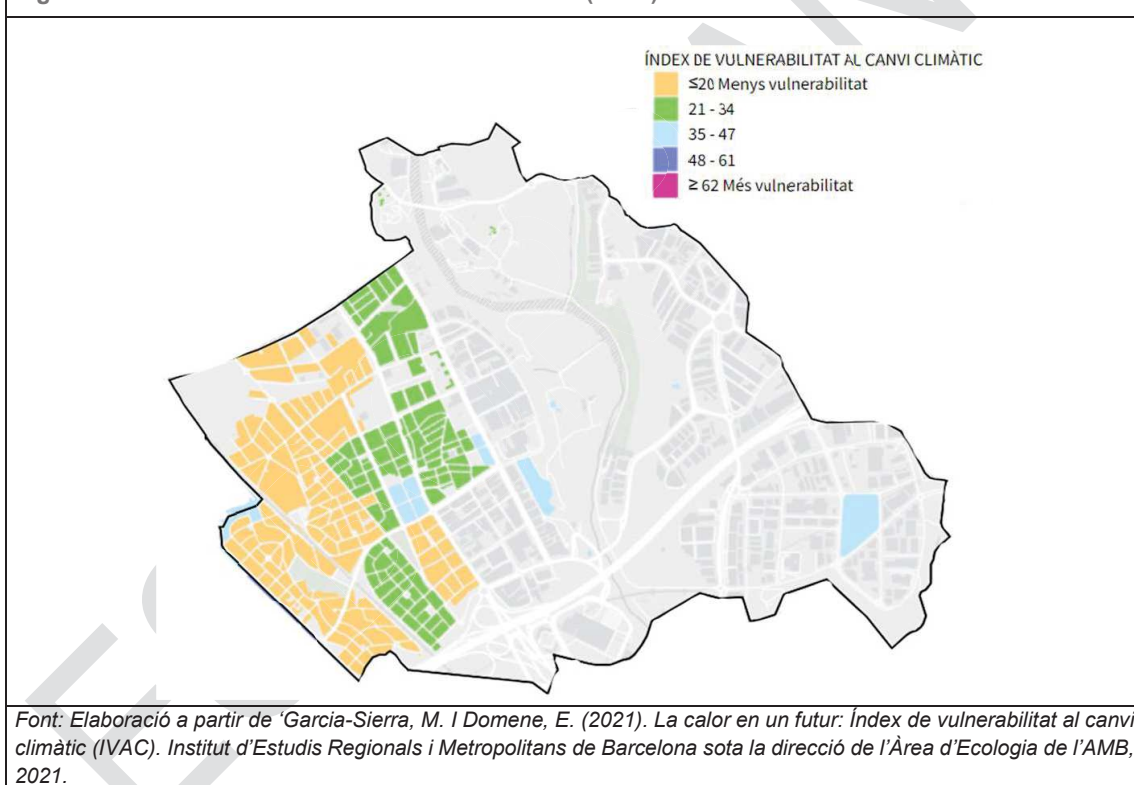 ÍNDEX DE VULNERABILITAT AL CANVI CLIMÀTIC
≤20 Menys vulnerabilitat
21 - 34
35 - 47
48 - 61
≥ 62 Més vulnerabilitat
Font: Elaboració a partir de ‘Garcia-Sierra, M. I Domene, E. (2021). La calor en un futur: Índex de vulnerabilitat al canvi
climàtic (IVAC). Institut d’Estudis Regionals i Metropolitans de Barcelona sota la direcció de l’Àrea d’Ecologia de l’AMB,
2021.